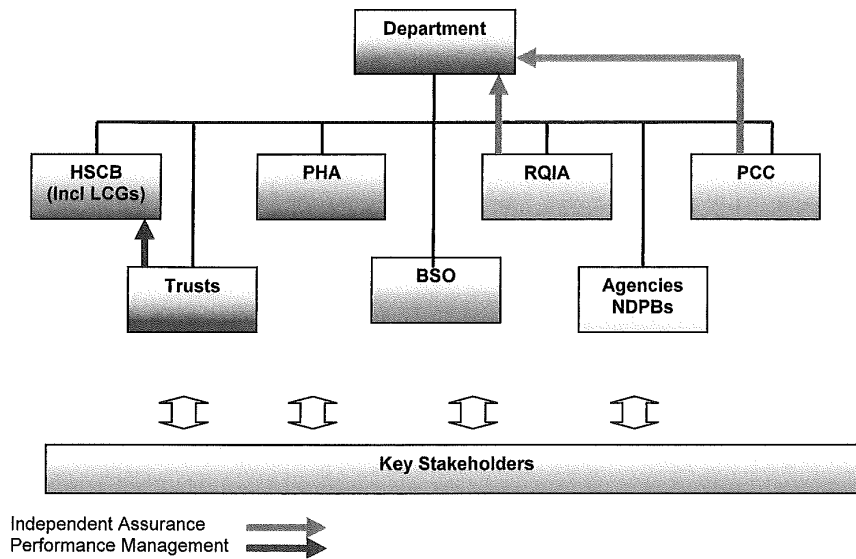 Department
HSCB
(Incl LCGs)
PHA
RQIA
PCC
Trusts
BSO
Agencies
NDPBs
Key Stakeholders
Independent Assurance
Performance Management